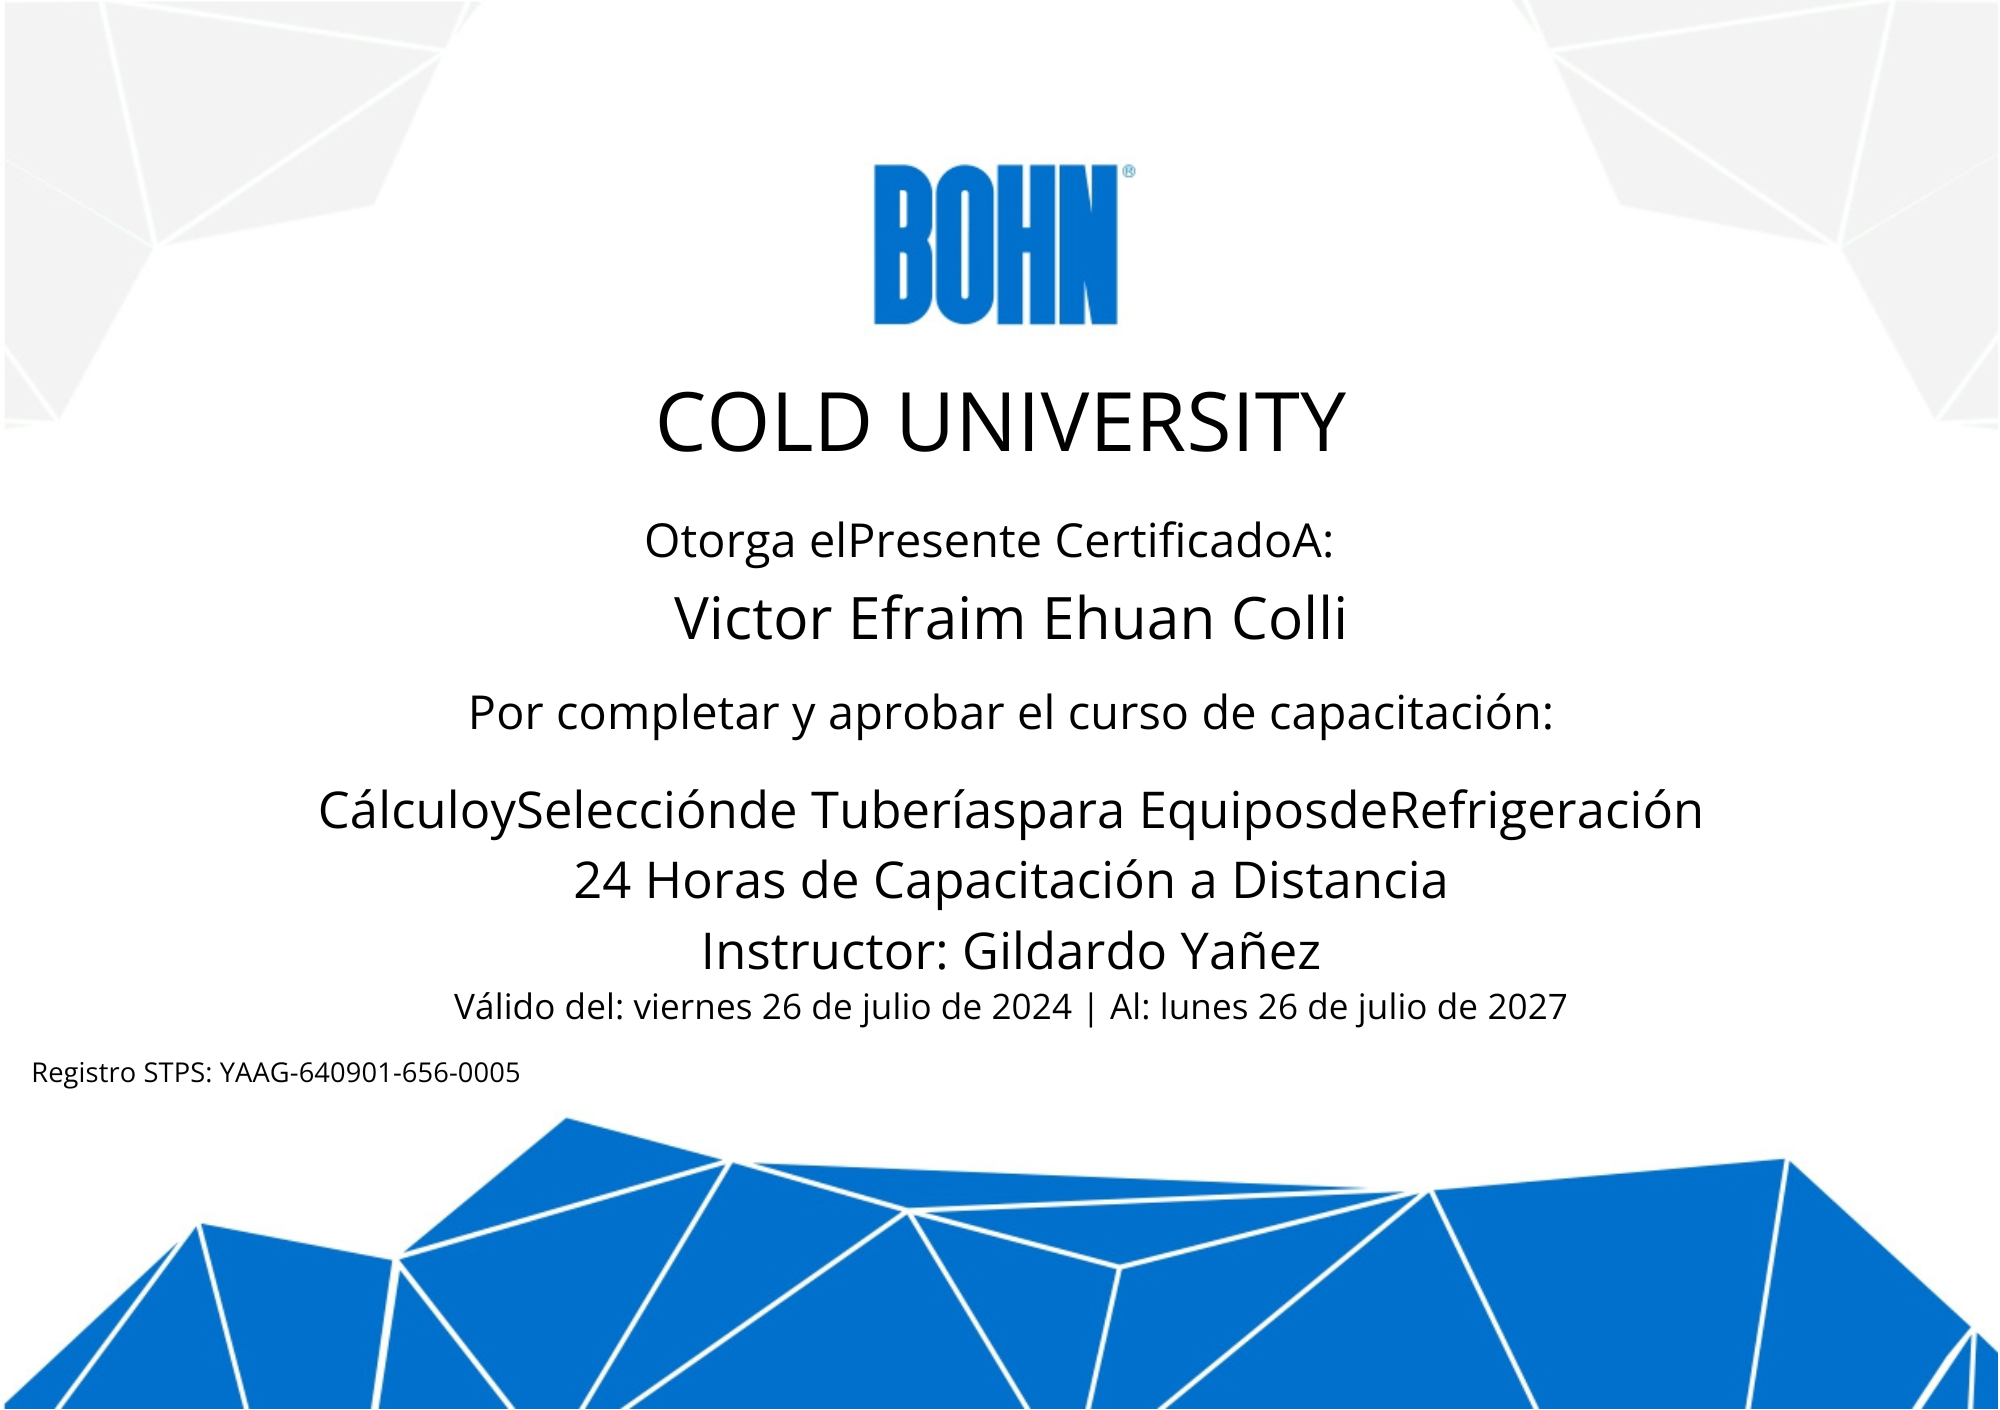 BOHN®
COLD UNIVERSITY
Otorga elPresente CertificadoA:
Victor Efraim Ehuan Colli
Por completar y aprobar el curso de capacitación:
CálculoySelecciónde Tuberíaspara EquiposdeRefrigeración
24 Horas de Capacitación a Distancia
Instructor: Gildardo Yañez
Válido del: viernes 26 de julio de 2024 | Al: lunes 26 de julio de 2027
Registro STPS: YAAG-640901-656-0005